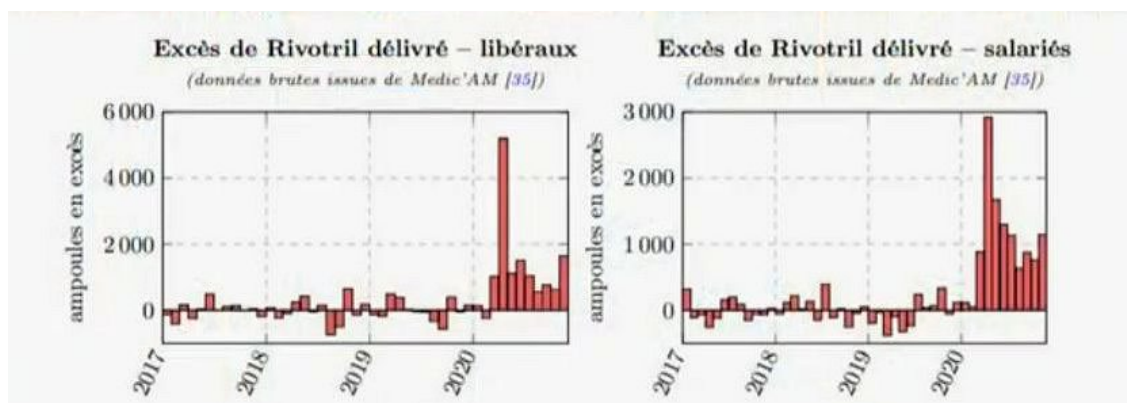 Excès de Rivotril délivré – libéraux
(données brutes issues de Medic'AM [35])
ampoules en excès
6 000
4 000
2 000
0
2017
2018
2019
2020
Excès de Rivotril délivré – salariés
(données brutes issues de Medic'AM [35])
ampoules en excès
3 000
2 000
1 000
0
2017
2018
2019
2020